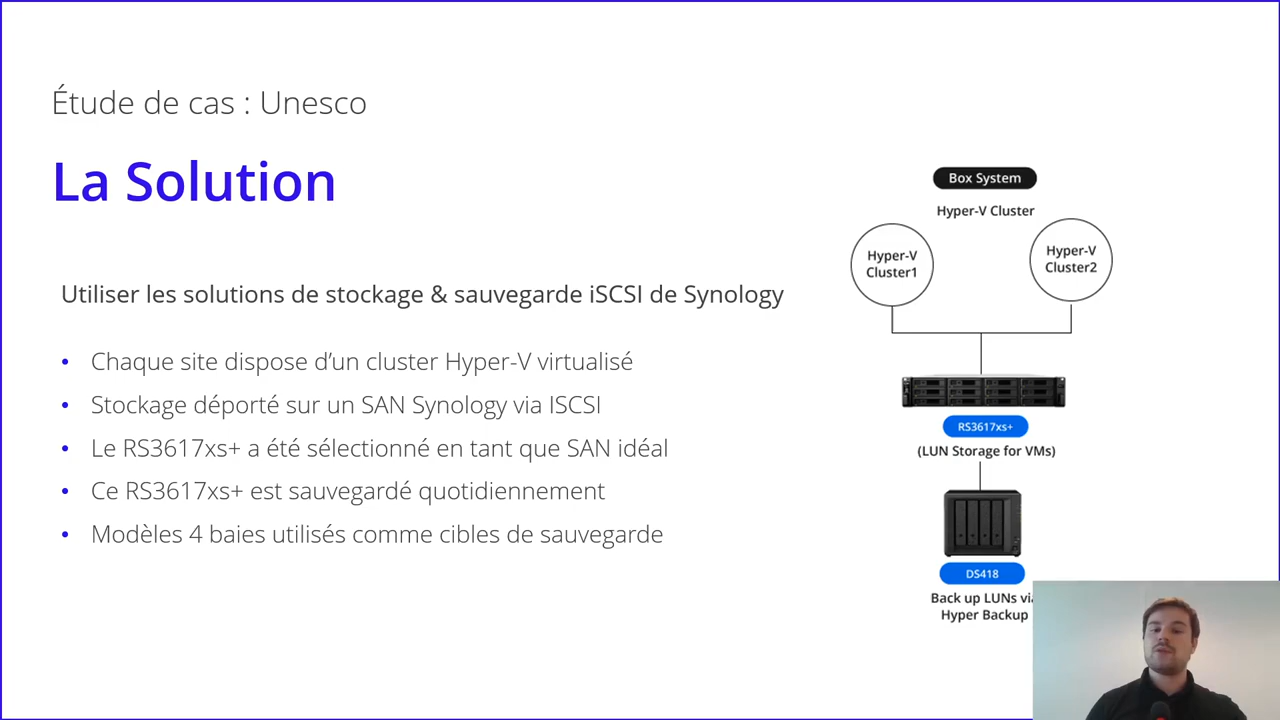 Étude de cas : Unesco
La Solution
Utiliser les solutions de stockage & sauvegarde iSCSI de Synology
• Chaque site dispose d’un cluster Hyper-V virtualisé
• Stockage déporté sur un SAN Synology via ISCSI
• Le RS3617xs+ a été sélectionné en tant que SAN idéal
• Ce RS3617xs+ est sauvegardé quotidiennement
• Modèles 4 baies utilisés comme cibles de sauvegarde
Box System
Hyper-V Cluster
Hyper-V
Cluster1
Hyper-V
Cluster2
RS3617xs+
(LUN Storage for VMs)
DS418
Back up LUNs via
Hyper Backup